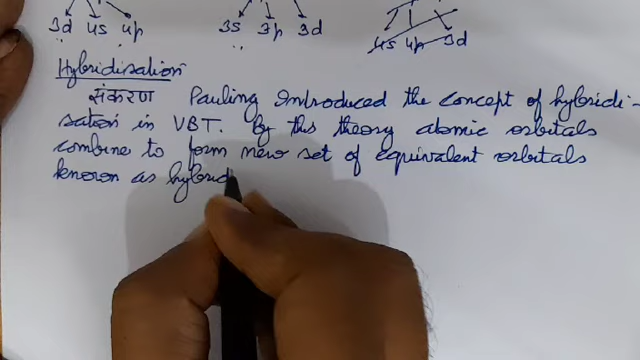 3d 4s 4p 3s 3p 3d 4s 4p 3d
Hybridisation
संकरण Pauling Introduced the concept of hybridi-
sation in VBT. By this theory atomic orbitals
combine to form new set of equivalent orbitals
known as hybrid